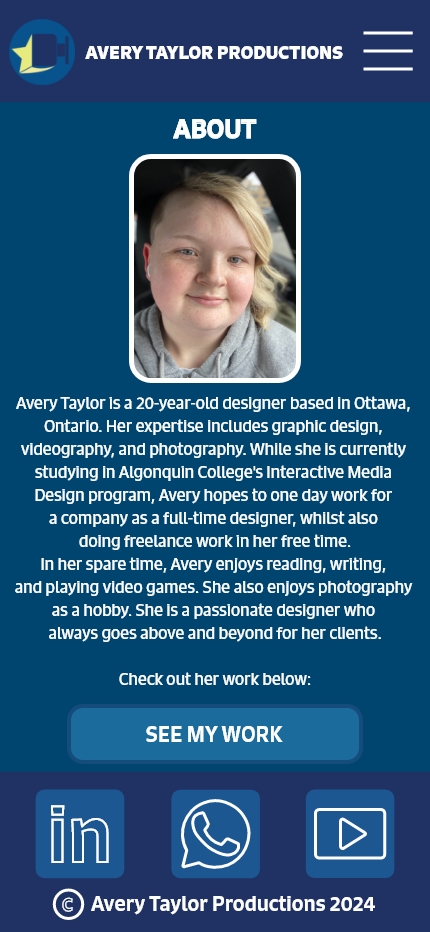 AVERY TAYLOR PRODUCTIONS
ABOUT
Avery Taylor is a 20-year-old designer based in Ottawa,
Ontario. Her expertise includes graphic design,
videography, and photography. While she is currently
studying in Algonquin College's Interactive Media
Design program, Avery hopes to one day work for
a company as a full-time designer, whilst also
doing freelance work in her free time.
In her spare time, Avery enjoys reading, writing,
and playing video games. She also enjoys photography
as a hobby. She is a passionate designer who
always goes above and beyond for her clients.
Check out her work below:
SEE MY WORK
in
© Avery Taylor Productions 2024